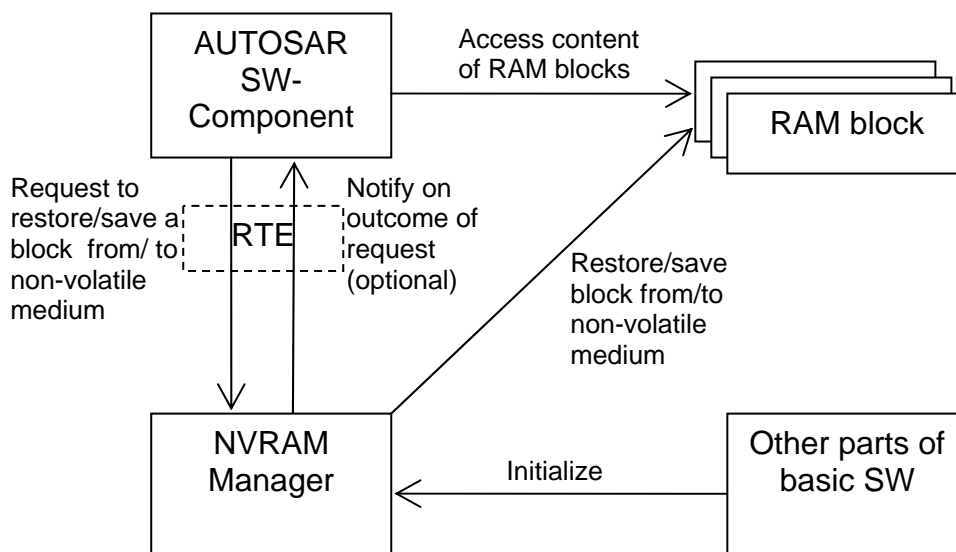 AUTOSAR
SW-
Component
Access content
of RAM blocks
RAM block
Request to
restore/save a
block from/ to
non-volatile
medium
RTE
Notify on
outcome of
request
(optional)
Restore/save
block from/to
non-volatile
medium
NVRAM
Manager
Initialize
Other parts of
basic SW